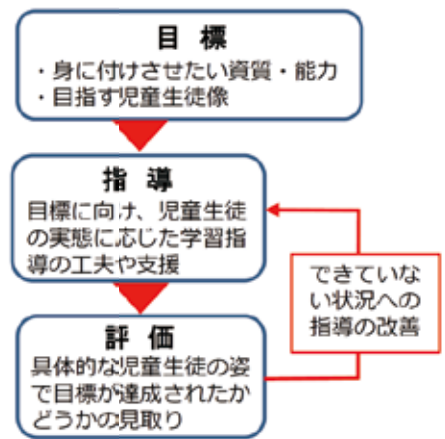 目 標
・身に付けさせたい資質・能力
・目指す児童生徒像
指 導
目標に向け、児童生徒
の実態に応じた学習指
導の工夫や支援
できていな
い状況への
指導の改善
評 価
具体的な児童生徒の姿
で目標が達成されたか
どうかの見取り